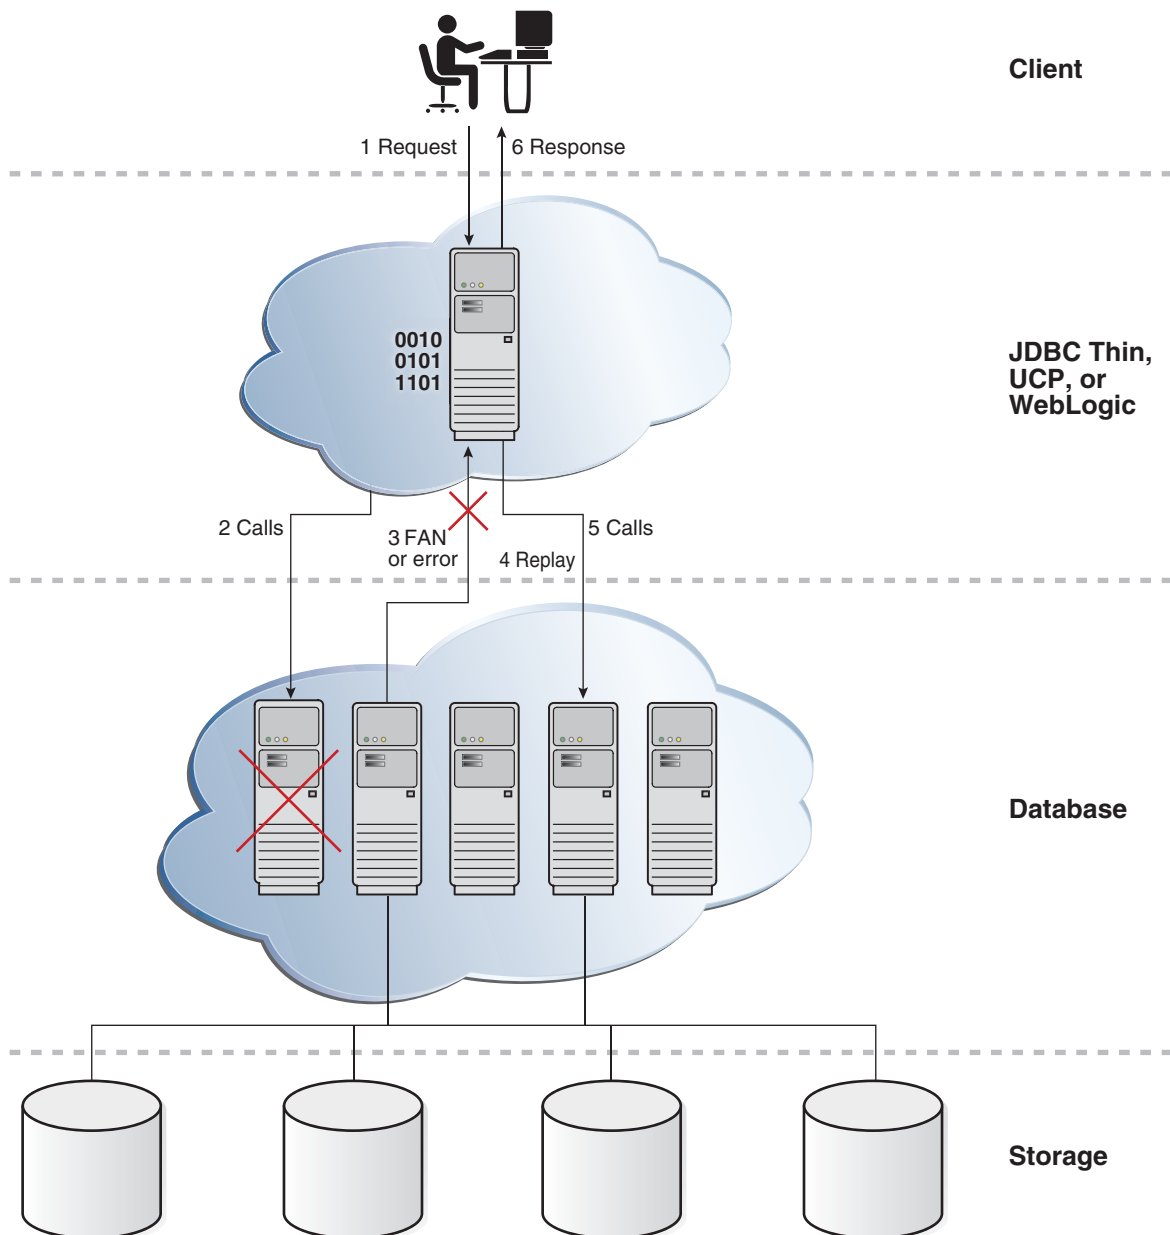 Client
1 Request
6 Response
0010
0101
1101
JDBC Thin,
UCP, or
WebLogic
2 Calls
3 FAN
or error
4 Replay
5 Calls
Database
Storage